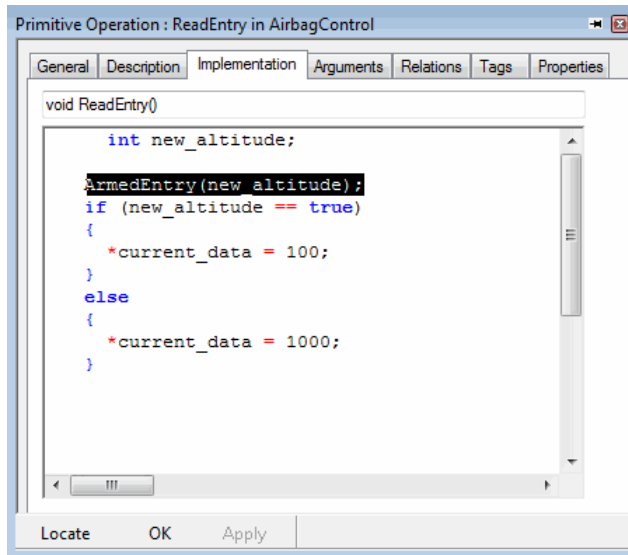 Primitive Operation : ReadEntry in AirbagControl
General Description Implementation Arguments Relations Tags Properties
void ReadEntry()
int new_altitude;
ArmedEntry(new_altitude);
if (new_altitude == true)
{
*current_data = 100;
}
else
{
*current_data = 1000;
}
Locate OK Apply